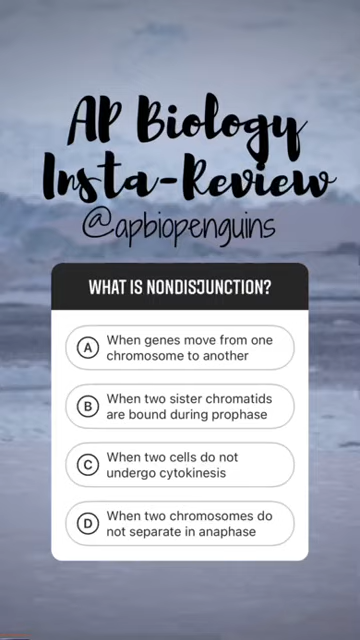 AP Biology
Insta-Review
@apbiopenguins
WHAT IS NONDISJUNCTION?
A When genes move from one
chromosome to another
B When two sister chromatids
are bound during prophase
C When two cells do not
undergo cytokinesis
D When two chromosomes do
not separate in anaphase